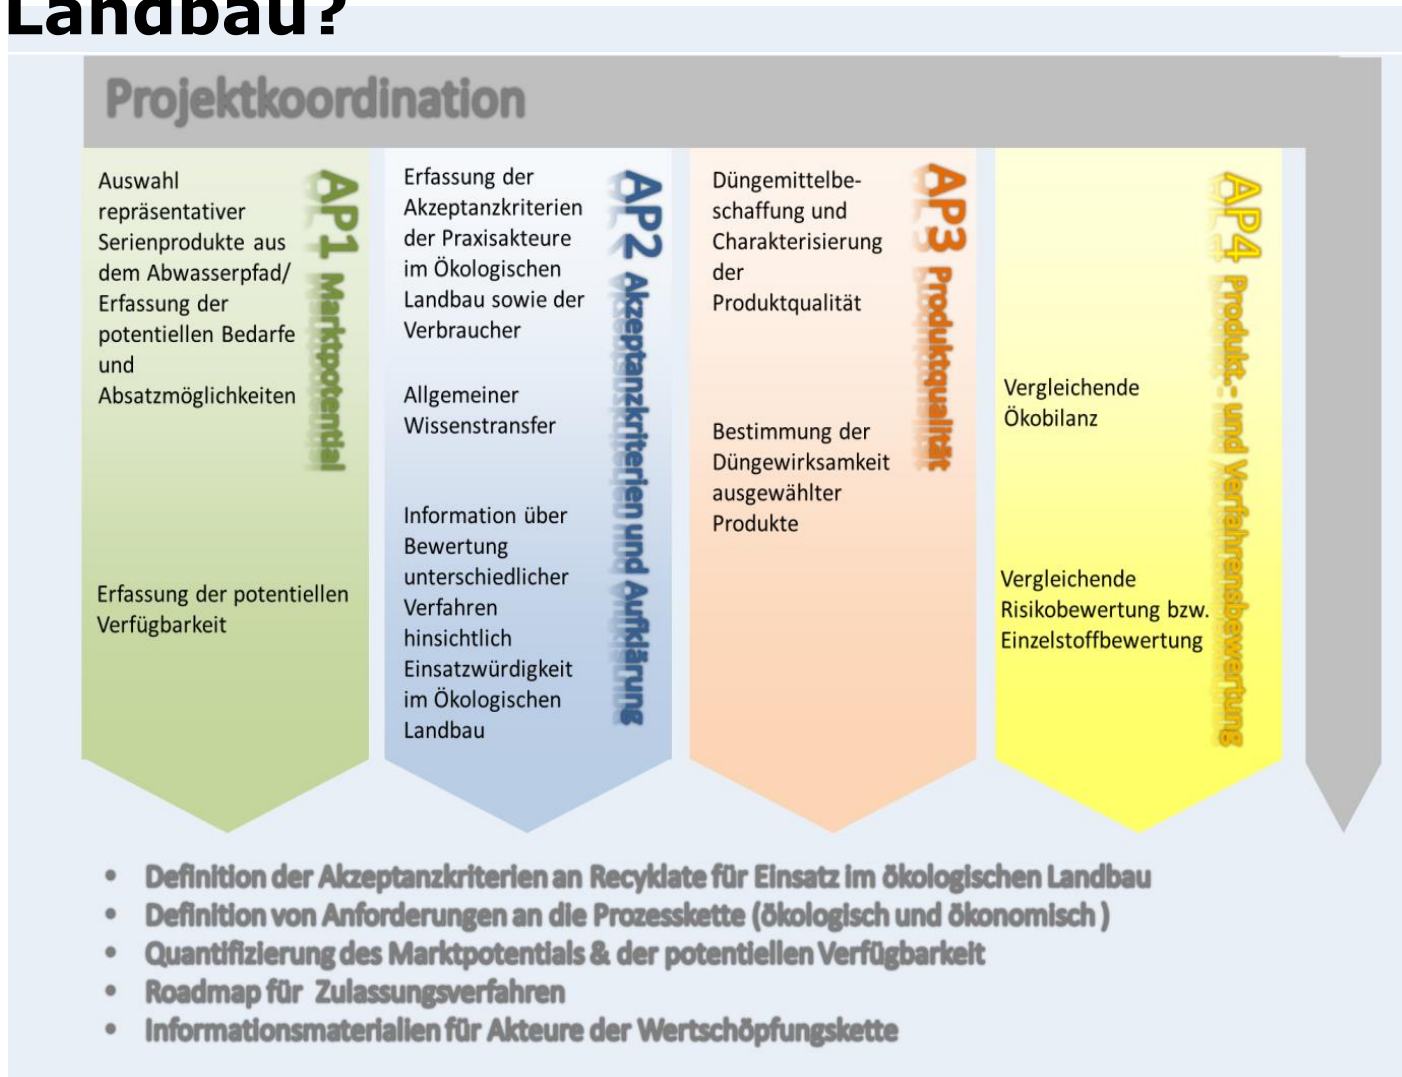 Landbau?
Projektkoordination
Auswahl
repräsentativer
Serienprodukte aus
dem Abwasserpfad/
Erfassung der
potentiellen Bedarfe
und
Absatzmöglichkeiten
Erfassung der potentiellen
Verfügbarkeit
AP1 Marktpotential
Erfassung der
Akzeptanzkriterien
der Praxisakteure
im Ökologischen
Landbau sowie der
Verbraucher
Allgemeiner
Wissenstransfer
Information über
Bewertung
unterschiedlicher
Verfahren
hinsichtlich
Einsatzwürdigkeit
im Ökologischen
Landbau
AP2 Akzeptanzkriterien und Aufklärung
Düngemittelbe-
schaffung und
Charakterisierung
der
Produktqualität
Bestimmung der
Düngewirksamkeit
ausgewählter
Produkte
AP3 Produktqualität
Vergleichende
Ökobilanz
Vergleichende
Risikobewertung bzw.
Einzelstoffbewertung
AP4 Produkt.- und Verfahrensbewertung
• Definition der Akzeptanzkriterien an Recyklate für Einsatz im ökologischen Landbau
• Definition von Anforderungen an die Prozesskette (ökologisch und ökonomisch )
• Quantifizierung des Marktpotentials & der potentiellen Verfügbarkeit
• Roadmap für Zulassungsverfahren
• Informationsmaterialien für Akteure der Wertschöpfungskette